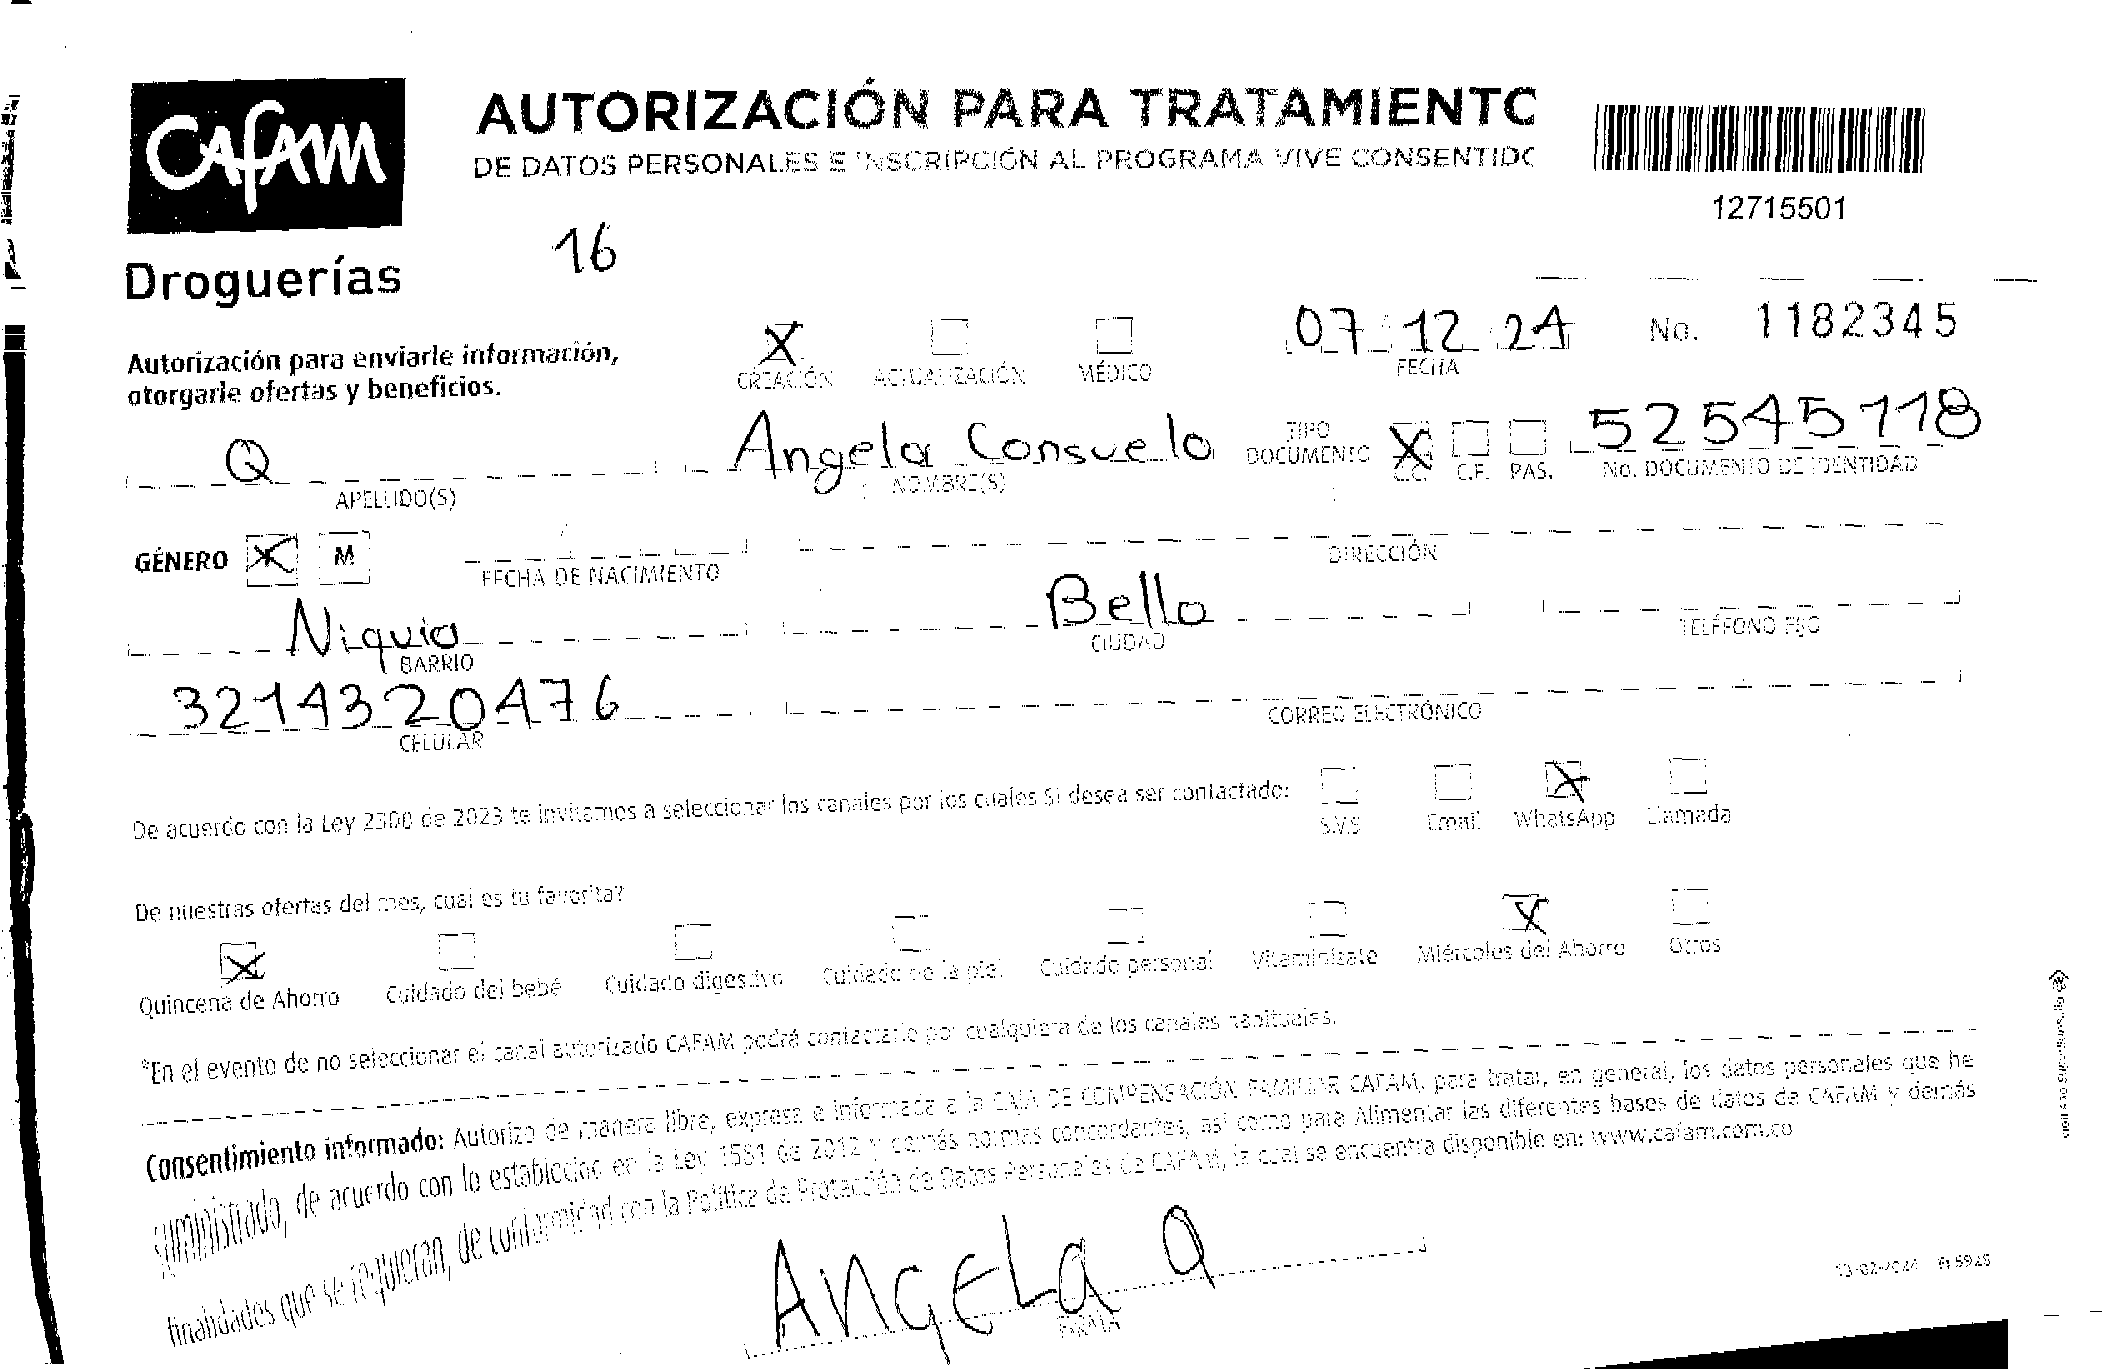 CAFAM
Droguerías
AUTORIZACIÓN PARA TRATAMIENTO
DE DATOS PERSONALES E INSCRIPCIÓN AL PROGRAMA VIVE CONSENTIDO
12715501
16
Autorización para enviarle información,
otorgarle ofertas y beneficios.
X CREACIÓN ACTUALIZACIÓN MÉDICO
07 12 24
FECHA
No. 1182345
Q
APELLIDO(S)
Angela Consuelo
NOMBRE(S)
TIPO DOCUMENTO X C.C. C.E. PAS.
52545118
No. DOCUMENTO DE IDENTIDAD
GÉNERO X M
FECHA DE NACIMIENTO
DIRECCIÓN
Niquia
BARRIO
Bello
CIUDAD
TELÉFONO FIJO
3214320476
CELULAR
CORREO ELECTRÓNICO
De acuerdo con la Ley 2300 de 2023 te invitamos a seleccionar los canales por los cuales Si desea ser contactado:
SMS Email X WhatsApp Llamada
De nuestras ofertas del mes, cual es tu favorita?
X Quincena de Ahorro Cuidado del bebé Cuidado digestivo Cuidado de la piel Cuidado personal Vitaminízate X Miércoles del Ahorro Otros
*En el evento de no seleccionar el canal autorizado CAFAM podrá contactarlo por cualquiera de los canales habituales.
Consentimiento informado: Autorizo de manera libre, expresa e informada a la CAJA DE COMPENSACIÓN FAMILIAR CAFAM, para tratar, en general, los datos personales que he
suministrado, de acuerdo con lo establecido en la Ley 1581 de 2012 y demás normas concordantes, así como para Alimentar las diferentes bases de datos de CAFAM y demás
finalidades que se requieran, de conformidad con la Política de Protección de Datos Personales de CAFAM, la cual se encuentra disponible en: www.cafam.com.co
ANGELA Q
FIRMA